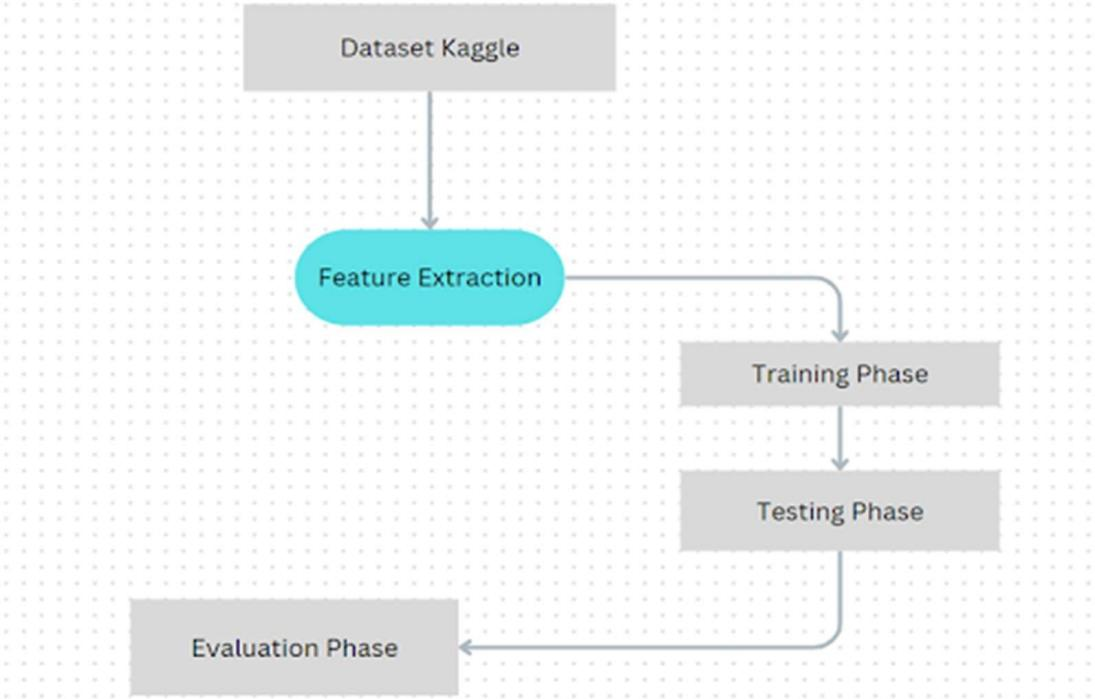 Dataset Kaggle
Feature Extraction
Training Phase
Testing Phase
Evaluation Phase